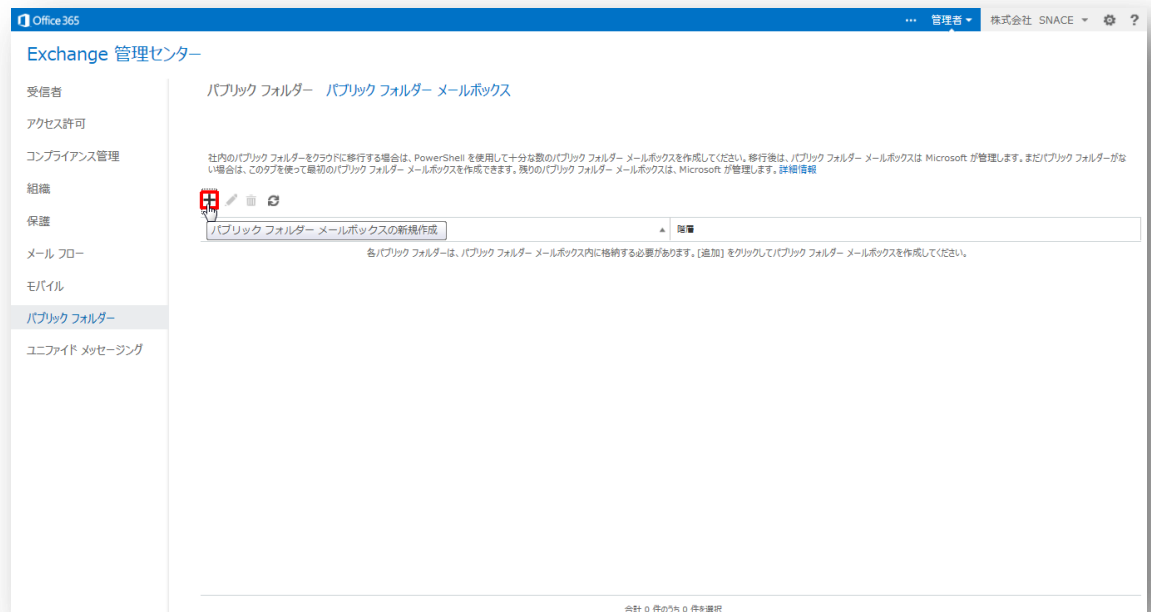 Office 365
… 管理者 株式会社 SNACE ?
Exchange 管理センター
受信者
アクセス許可
コンプライアンス管理
組織
保護
メール フロー
モバイル
パブリック フォルダー
ユニファイド メッセージング
パブリック フォルダー パブリック フォルダー メールボックス
社内のパブリック フォルダーをクラウドに移行する場合は、PowerShell を使用して十分な数のパブリック フォルダー メールボックスを作成してください。移行後は、パブリック フォルダー メールボックスは Microsoft が管理します。まだパブリック フォルダーがな
い場合は、このタブを使って最初のパブリック フォルダー メールボックスを作成できます。残りのパブリック フォルダー メールボックスは、Microsoft が管理します。詳細情報
パブリック フォルダー メールボックスの新規作成
階層
各パブリック フォルダーは、パブリック フォルダー メールボックス内に格納する必要があります。[追加] をクリックしてパブリック フォルダー メールボックスを作成してください。
合計 0 件のうち 0 件を選択